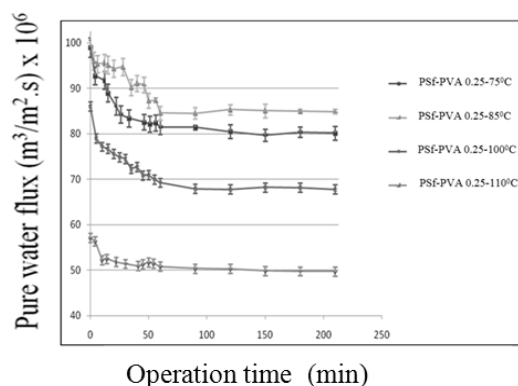 Pure water flux (m³/m².s) x 10⁶
100
90
80
70
60
50
40
0
50
100
150
200
250
Operation time (min)
PSf-PVA 0.25-75⁰C
PSf-PVA 0.25-85⁰C
PSf-PVA 0.25-100⁰C
PSf-PVA 0.25-110⁰C